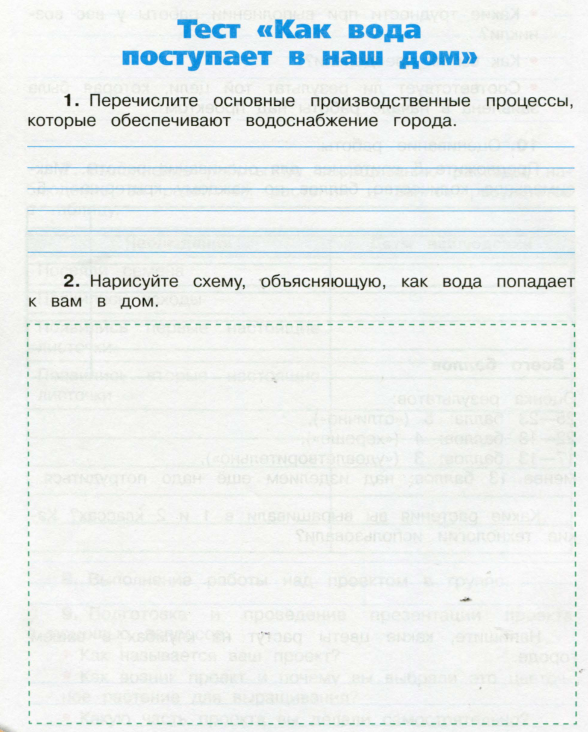 Тест «Как вода
поступает в наш дом»
1. Перечислите основные производственные процессы,
которые обеспечивают водоснабжение города.
2. Нарисуйте схему, объясняющую, как вода попадает
к вам в дом.